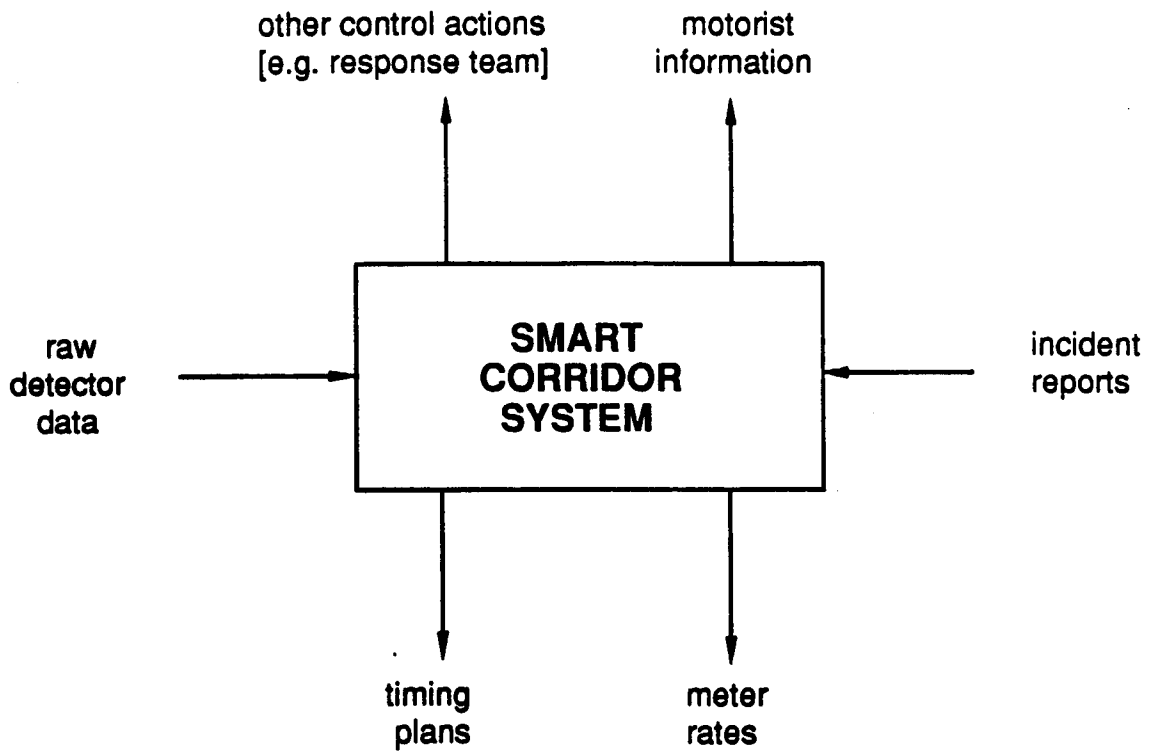 other control actions
[e.g. response team]
motorist
information
raw
detector
data
SMART
CORRIDOR
SYSTEM
incident
reports
timing
plans
meter
rates